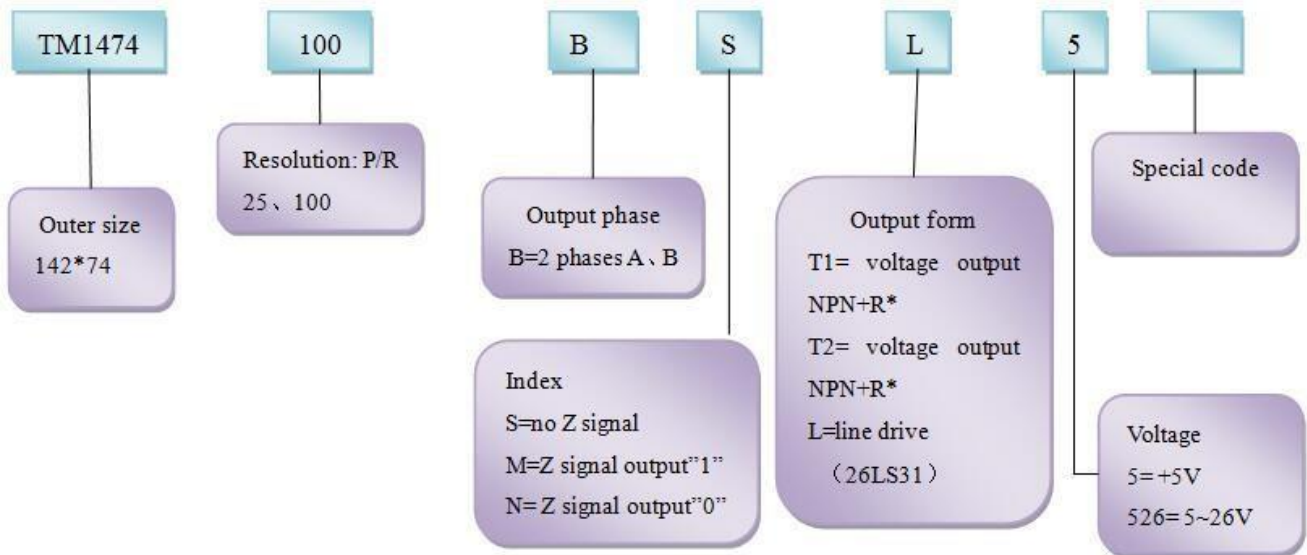 TM1474
100
B
S
L
5
Outer size
142*74
Resolution: P/R
25、100
Output phase
B=2 phases A、B
Index
S=no Z signal
M=Z signal output”1”
N= Z signal output”0”
Output form
T1= voltage output
NPN+R*
T2= voltage output
NPN+R*
L=line drive
（26LS31）
Voltage
5= +5V
526= 5~26V
Special code